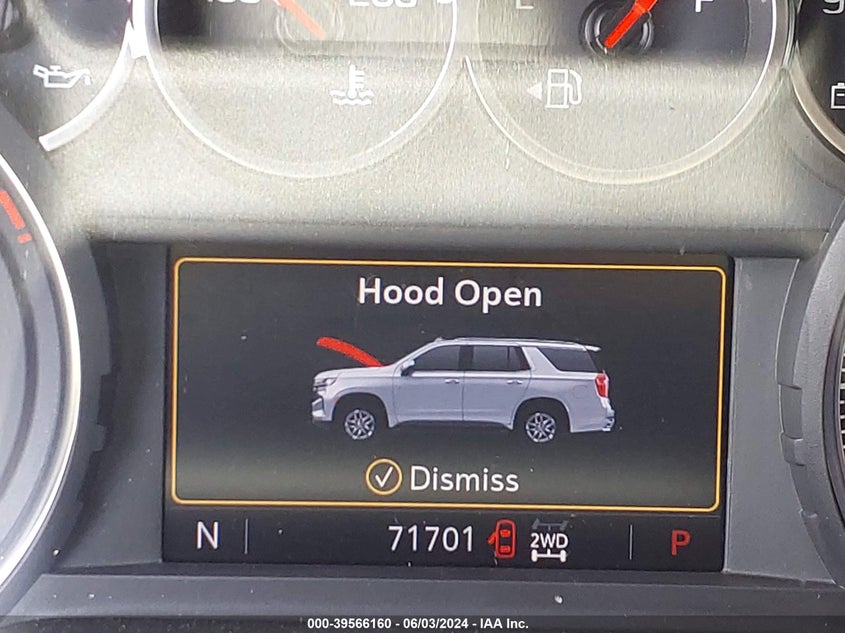 E F
Hood Open
Dismiss
N 71701 2WD P
000-39566160 - 06/03/2024 - IAA Inc.